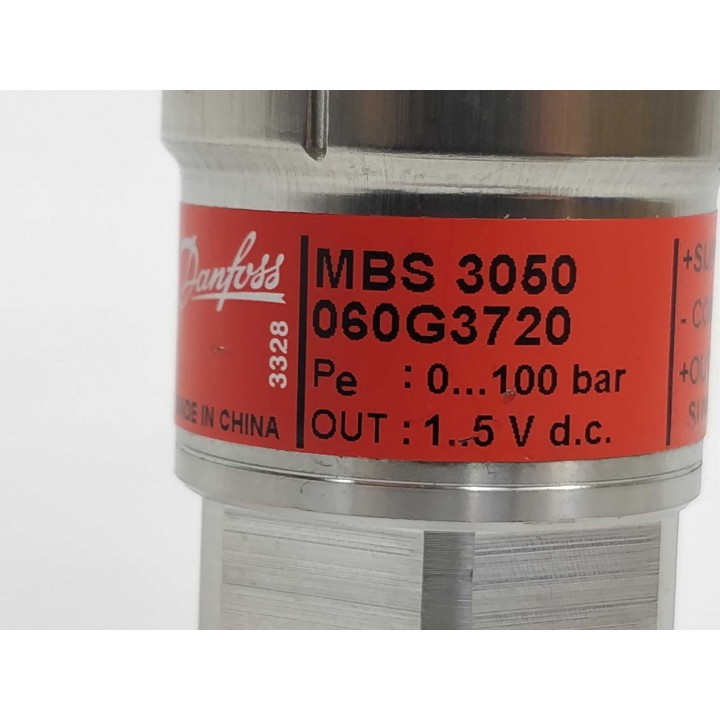 Danfoss
3328
MADE IN CHINA
MBS 3050
060G3720
Pe : 0...100 bar
OUT : 1..5 V d.c.